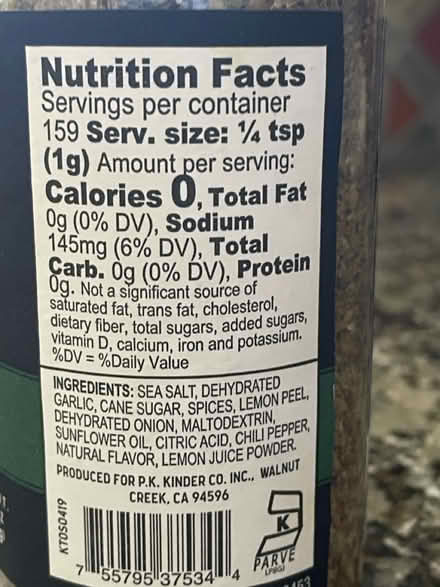 Nutrition Facts
Servings per container
159 Serv. size: ¼ tsp
(1g) Amount per serving:
Calories 0, Total Fat
0g (0% DV), Sodium
145mg (6% DV), Total
Carb. 0g (0% DV), Protein
0g. Not a significant source of
saturated fat, trans fat, cholesterol,
dietary fiber, total sugars, added sugars,
vitamin D, calcium, iron and potassium.
%DV = %Daily Value
INGREDIENTS: SEA SALT, DEHYDRATED
GARLIC, CANE SUGAR, SPICES, LEMON PEEL,
DEHYDRATED ONION, MALTODEXTRIN,
SUNFLOWER OIL, CITRIC ACID, CHILI PEPPER,
NATURAL FLAVOR, LEMON JUICE POWDER.
PRODUCED FOR P.K. KINDER CO. INC., WALNUT
CREEK, CA 94596
KT050419
7 55795 37534 4
K
PARVE